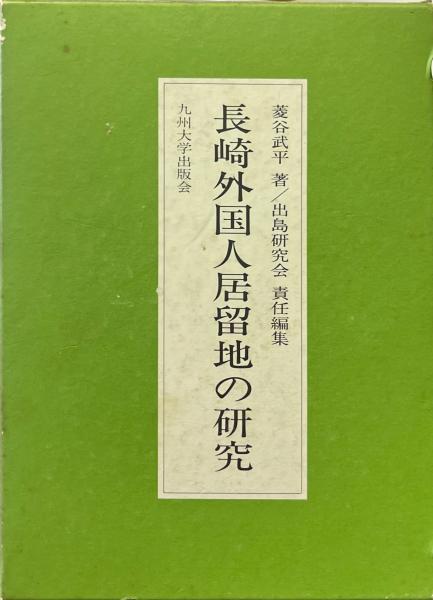 菱谷武平 著／出島研究会 責任編集
長崎外国人居留地の研究
九州大学出版会